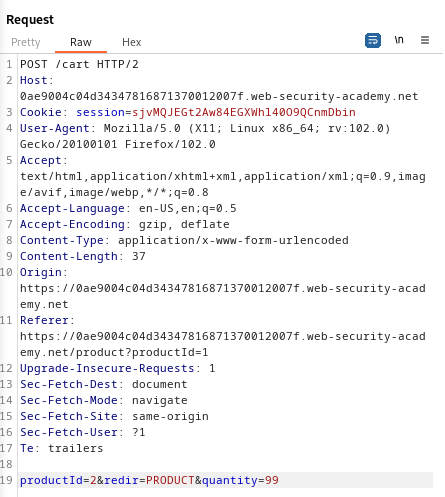 Request
Pretty Raw Hex \n
1 POST /cart HTTP/2
2 Host:
0ae9004c04d34347816871370012007f.web-security-academy.net
3 Cookie: session=sjvMQJEGt2Aw84EGXWhl40O9QCnmDbin
4 User-Agent: Mozilla/5.0 (X11; Linux x86_64; rv:102.0)
Gecko/20100101 Firefox/102.0
5 Accept:
text/html,application/xhtml+xml,application/xml;q=0.9,imag
e/avif,image/webp,*/*;q=0.8
6 Accept-Language: en-US,en;q=0.5
7 Accept-Encoding: gzip, deflate
8 Content-Type: application/x-www-form-urlencoded
9 Content-Length: 37
10 Origin:
https://0ae9004c04d34347816871370012007f.web-security-acad
emy.net
11 Referer:
https://0ae9004c04d34347816871370012007f.web-security-acad
emy.net/product?productId=1
12 Upgrade-Insecure-Requests: 1
13 Sec-Fetch-Dest: document
14 Sec-Fetch-Mode: navigate
15 Sec-Fetch-Site: same-origin
16 Sec-Fetch-User: ?1
17 Te: trailers
18
19 productId=2&redir=PRODUCT&quantity=99